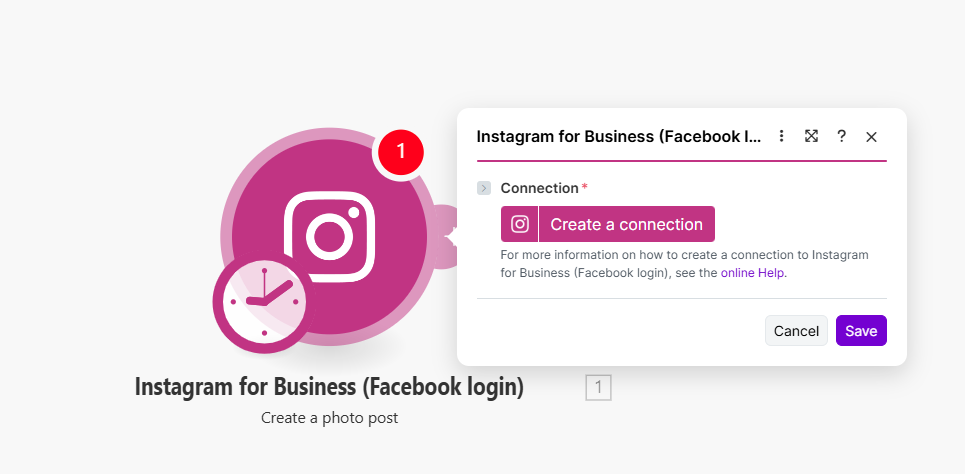 1
Instagram for Business (Facebook l...
?
Connection *
Create a connection
For more information on how to create a connection to Instagram
for Business (Facebook login), see the online Help.
Cancel
Save
Instagram for Business (Facebook login)
1
Create a photo post